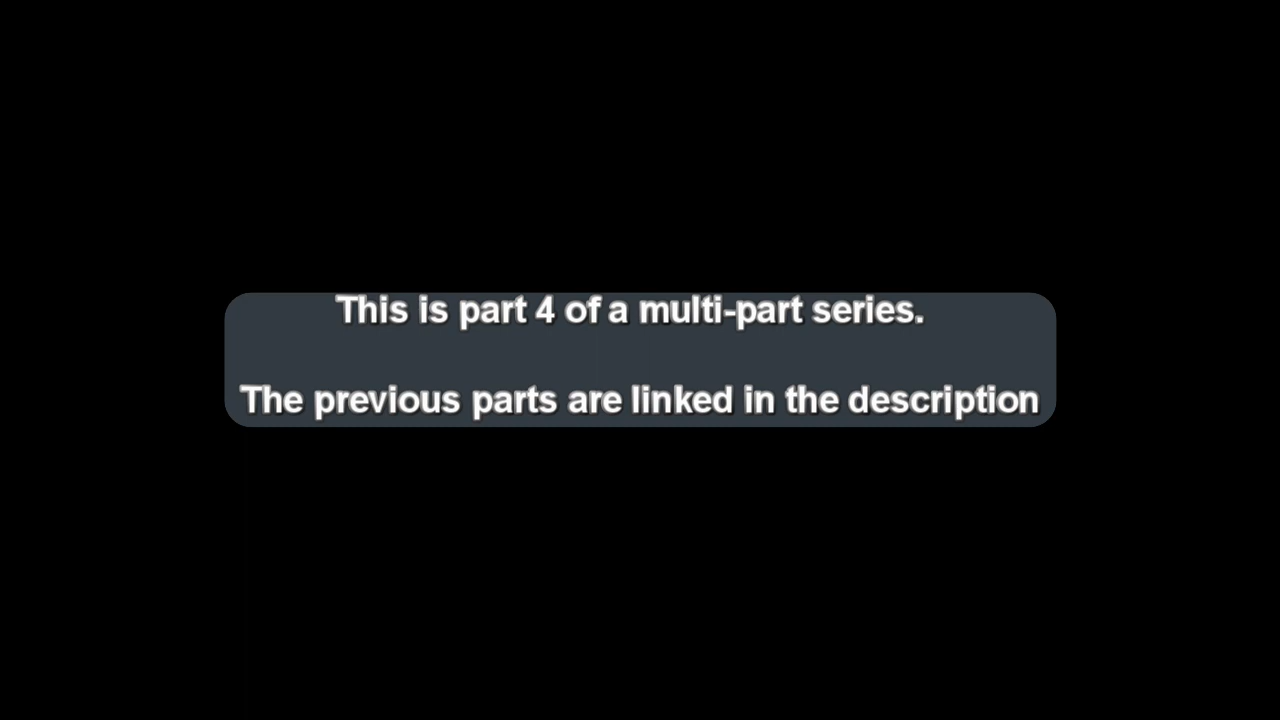 This is part 4 of a multi-part series.
The previous parts are linked in the description